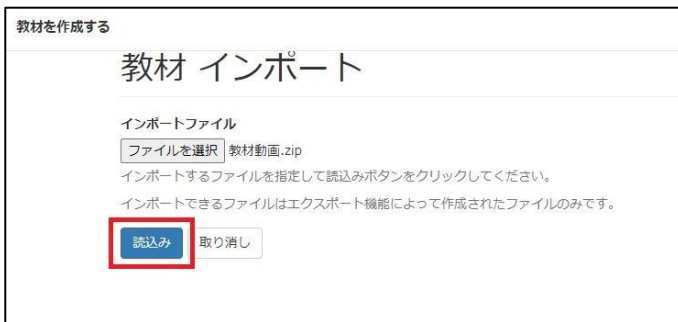 教材を作成する
教材 インポート
インポートファイル
ファイルを選択 教材動画.zip
インポートするファイルを指定して読込みボタンをクリックしてください。
インポートできるファイルはエクスポート機能によって作成されたファイルのみです。
読込み 取り消し